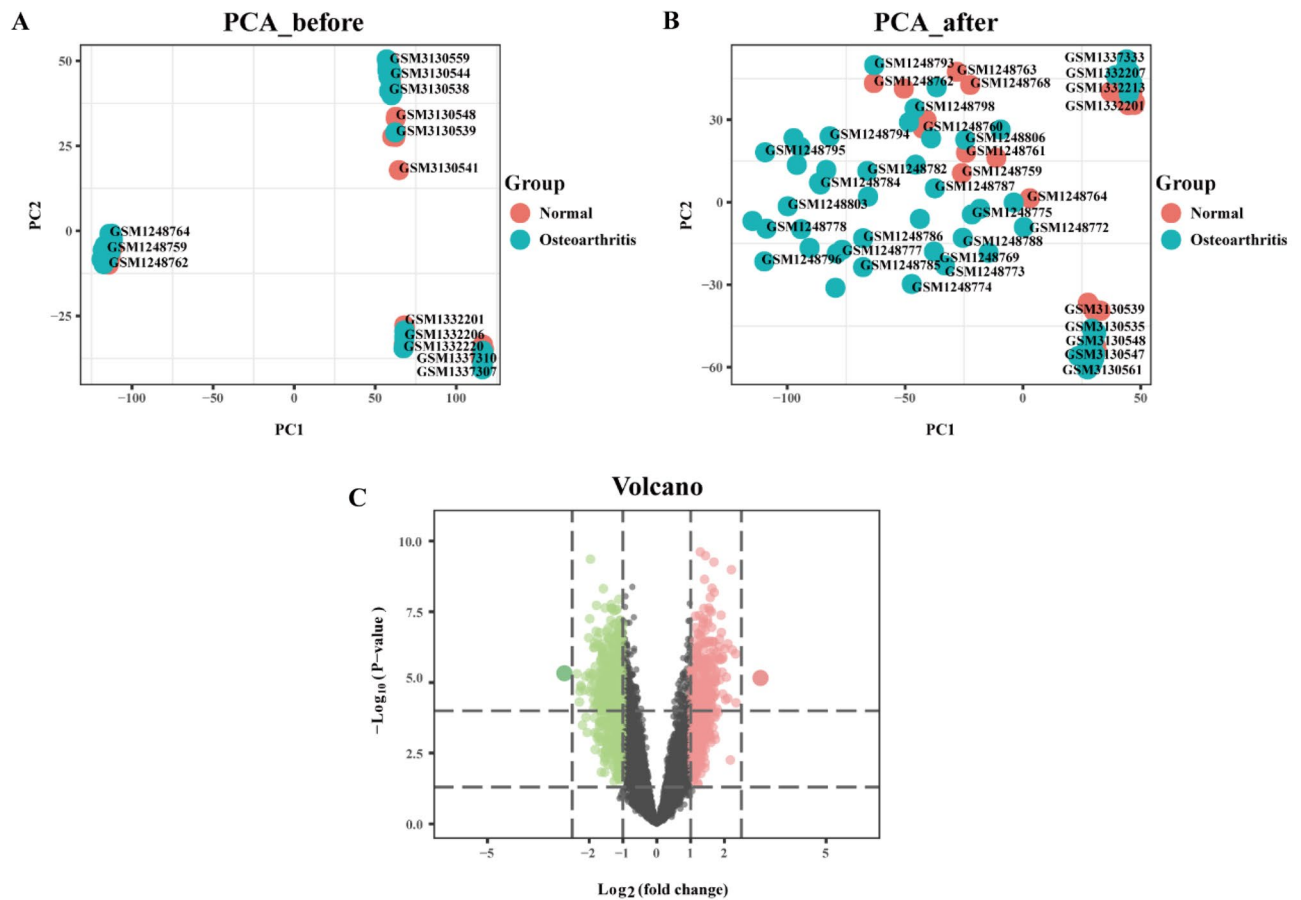 A
PCA_before
50
25
0
−25
PC2
GSM3130559
GSM3130544
GSM3130538
GSM3130548
GSM3130539
GSM3130541
GSM1248764
GSM1248759
GSM1248762
GSM1332201
GSM1332206
GSM1332220
GSM1337310
GSM1337307
−100
−50
0
50
100
PC1
Group
Normal
Osteoarthritis
B
PCA_after
30
0
−30
−60
PC2
GSM1248793
GSM1248763
GSM1337333
GSM1332207
GSM1248762
GSM1248768
GSM1332213
GSM1332201
GSM1248798
GSM1248760
GSM1248794
GSM1248806
GSM1248795
GSM1248761
GSM1248782
GSM1248759
GSM1248784
GSM1248787
GSM1248764
GSM1248803
GSM1248775
GSM1248778
GSM1248772
GSM1248786
GSM1248788
GSM1248777
GSM1248796
GSM1248769
GSM1248785
GSM1248773
GSM1248774
GSM3130539
GSM3130535
GSM3130548
GSM3130547
GSM3130561
−100
−50
0
50
PC1
Group
Normal
Osteoarthritis
C
Volcano
10.0
7.5
5.0
2.5
0.0
−Log10 (P−value )
−5
−2
−1
0
1
2
5
Log2 (fold change)